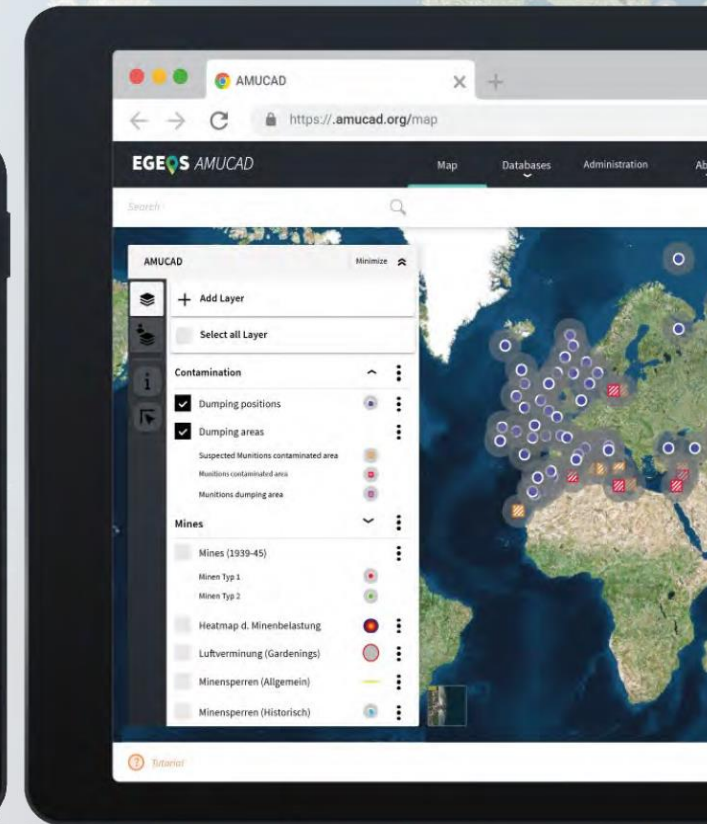 AMUCAD
https://.amucad.org/map
EGEOS AMUCAD
Map Databases Administration
Search
AMUCAD Minimize
Add Layer
Select all Layer
Contamination
Dumping positions
Dumping areas
Suspected Munitions contaminated area
Munitions contaminated area
Munitions dumping area
Mines
Mines (1939-45)
Minen Typ 1
Minen Typ 2
Heatmap d. Minenbelastung
Luftverminung (Gardenings)
Minensperren (Allgemein)
Minensperren (Historisch)
Tutorial